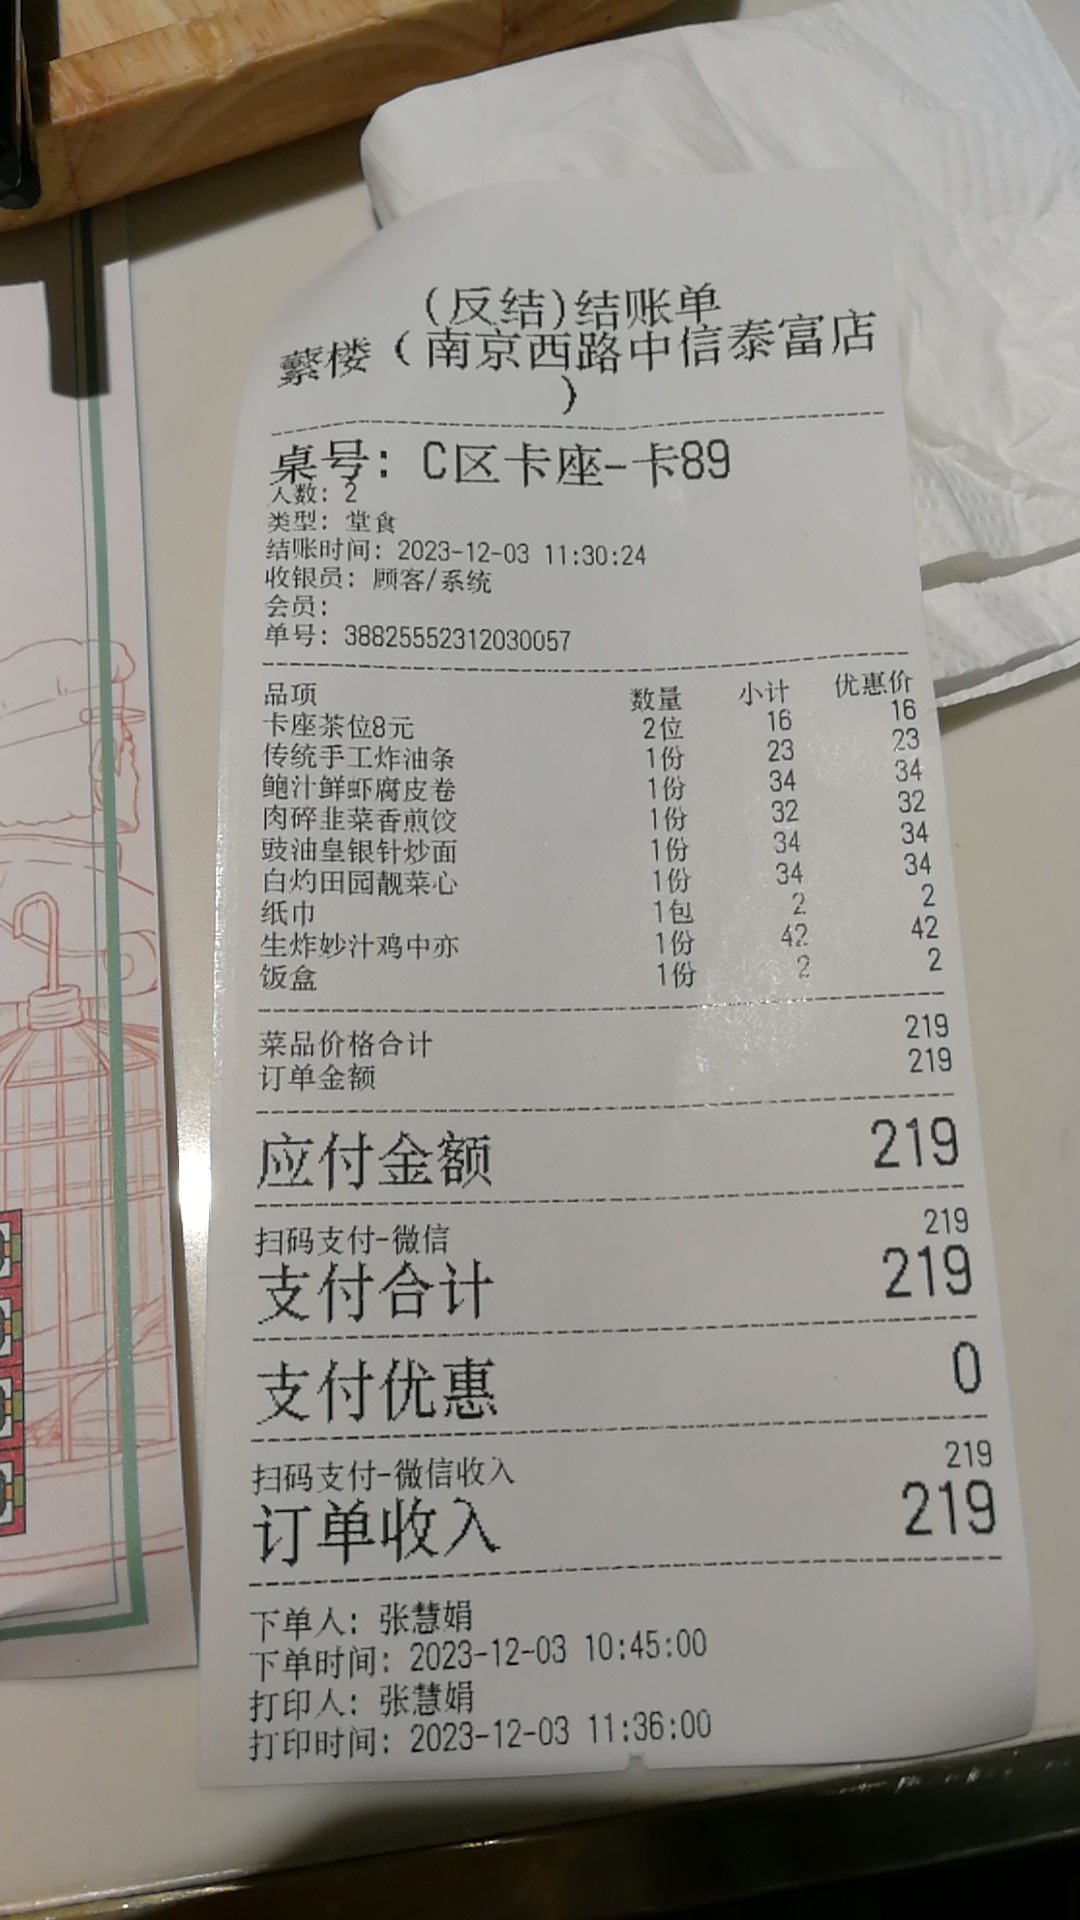 (反结)结账单
蘩楼(南京西路中信泰富店
)
桌号: C区卡座-卡89
人数: 2
类型: 堂食
结账时间: 2023-12-03 11:30:24
收银员: 顾客/系统
会员:
单号: 38825552312030057
品项 数量 小计 优惠价
卡座茶位8元 2位 16 16
传统手工炸油条 1份 23 23
鲍汁鲜虾腐皮卷 1份 34 34
肉碎韭菜香煎饺 1份 32 32
豉油皇银针炒面 1份 34 34
白灼田园靓菜心 1份 34 34
纸巾 1包 2 2
生炸妙汁鸡中亦 1份 42 42
饭盒 1份 2 2
菜品价格合计 219
订单金额 219
应付金额 219
扫码支付-微信 219
支付合计 219
支付优惠 0
扫码支付-微信收入 219
订单收入 219
下单人: 张慧娟
下单时间: 2023-12-03 10:45:00
打印人: 张慧娟
打印时间: 2023-12-03 11:36:00